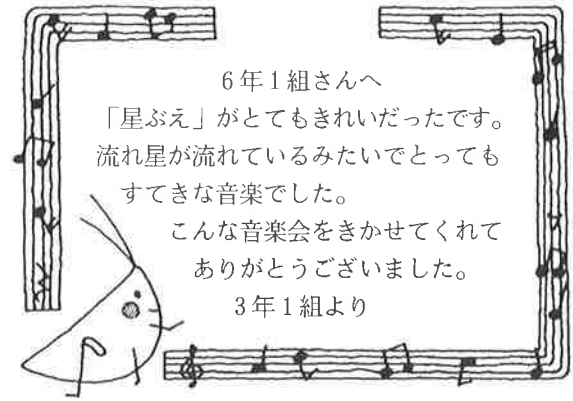 6年1組さんへ
「星ぶえ」がとてもきれいだったです。
流れ星が流れているみたいでとっても
すてきな音楽でした。
こんな音楽会をきかせてくれて
ありがとうございました。
3年1組より